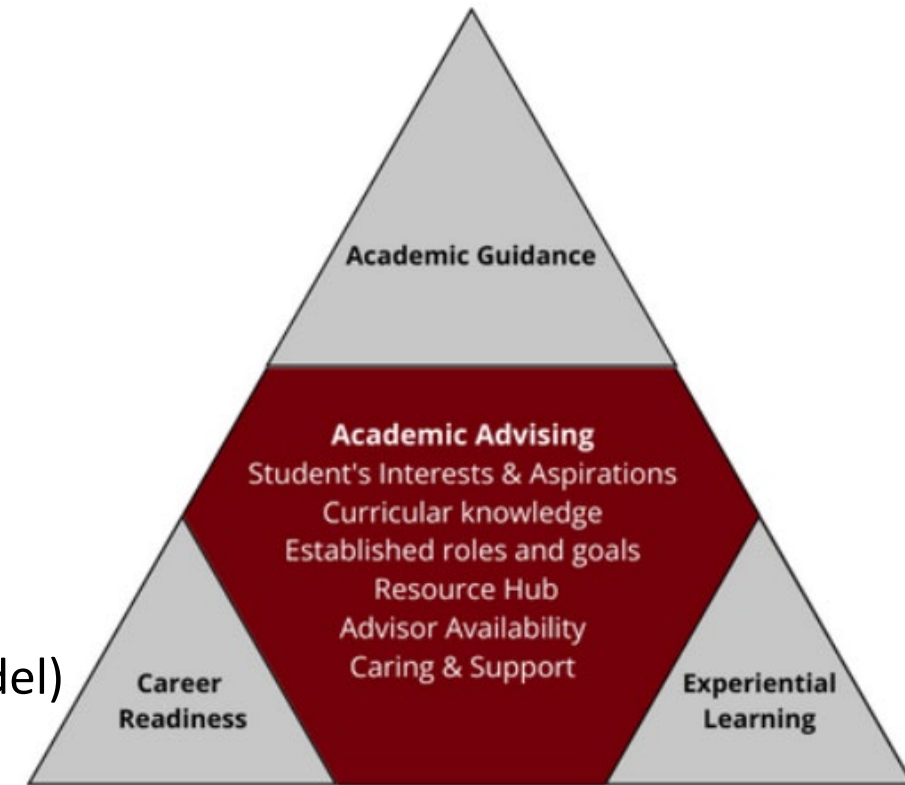 Academic Guidance
Academic Advising
Student's Interests & Aspirations
Curricular knowledge
Established roles and goals
Resource Hub
Advisor Availability
Caring & Support
del)
Career
Readiness
Experiential
Learning